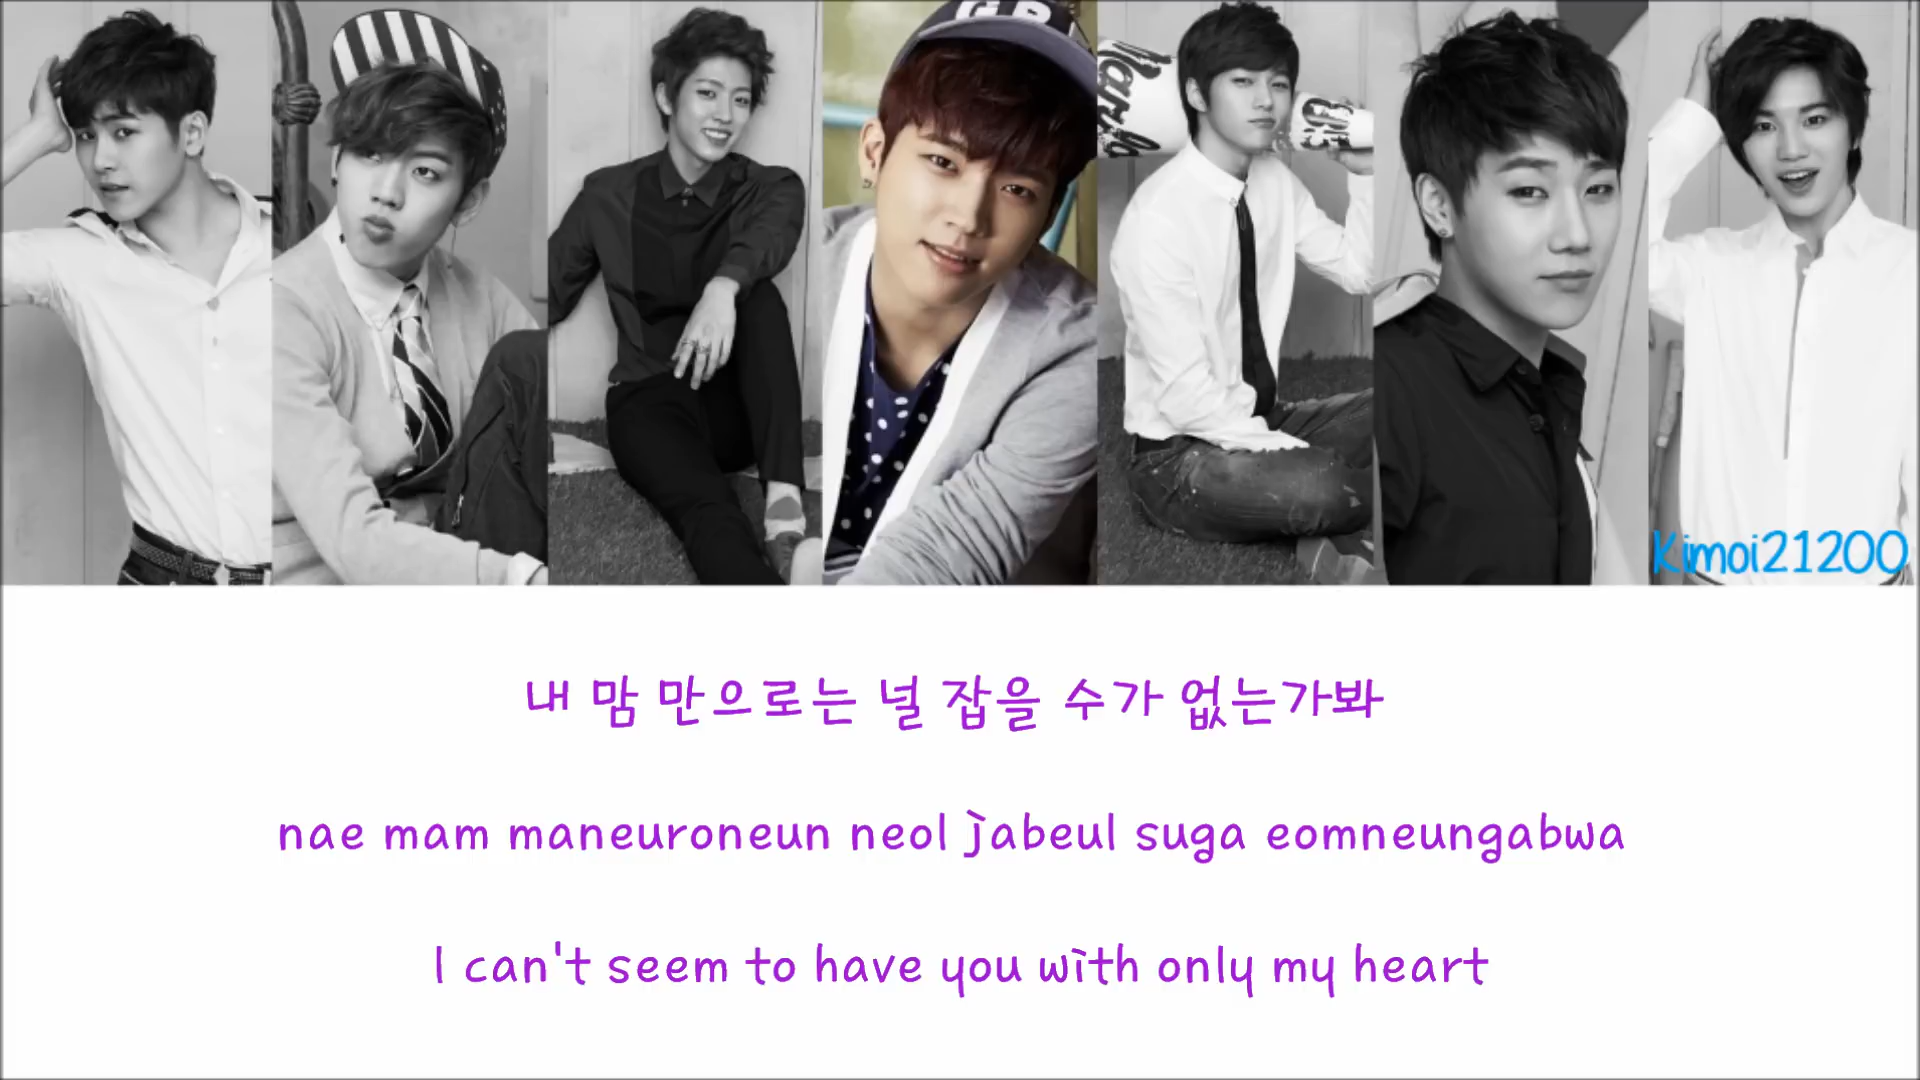 Kimoi21200
내 맘 만으로는 널 잡을 수가 없는가봐
nae mam maneuroneun neol jabeul suga eomneungabwa
I can't seem to have you with only my heart